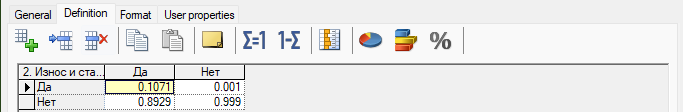 General Definition Format User properties
Σ=1 1-Σ %
2. Износ и ста... Да Нет
Да 0.1071 0.001
Нет 0.8929 0.999